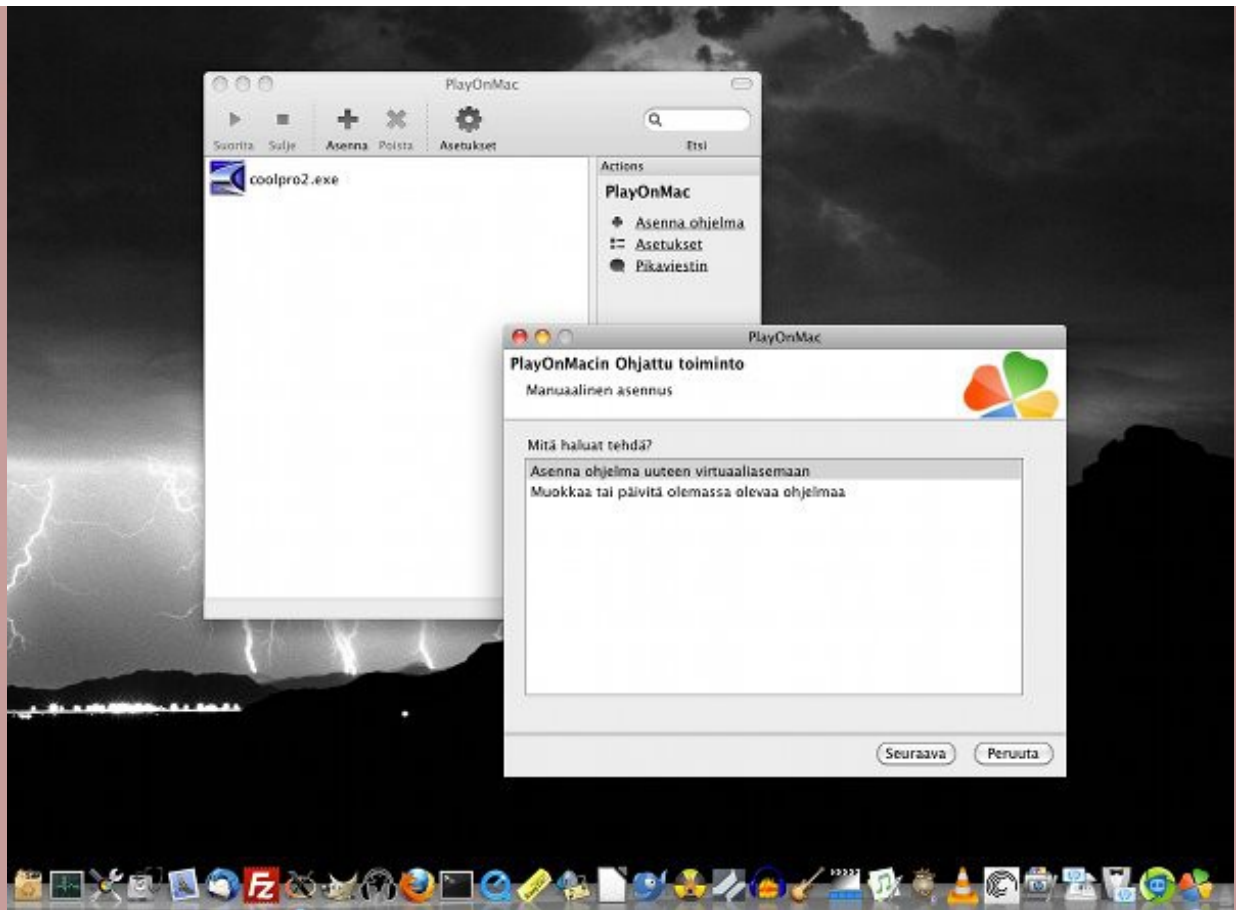 PlayOnMac
Suorita Sulje Asenna Poista Asetukset Etsi
coolpro2.exe
Actions
PlayOnMac
Asenna ohjelma
Asetukset
Pikaviestin
PlayOnMac
PlayOnMacin Ohjattu toiminto
Manuaalinen asennus
Mitä haluat tehdä?
Asenna ohjelma uuteen virtuaaliasemaan
Muokkaa tai päivitä olemassa olevaa ohjelmaa
Seuraava Peruuta
FZ